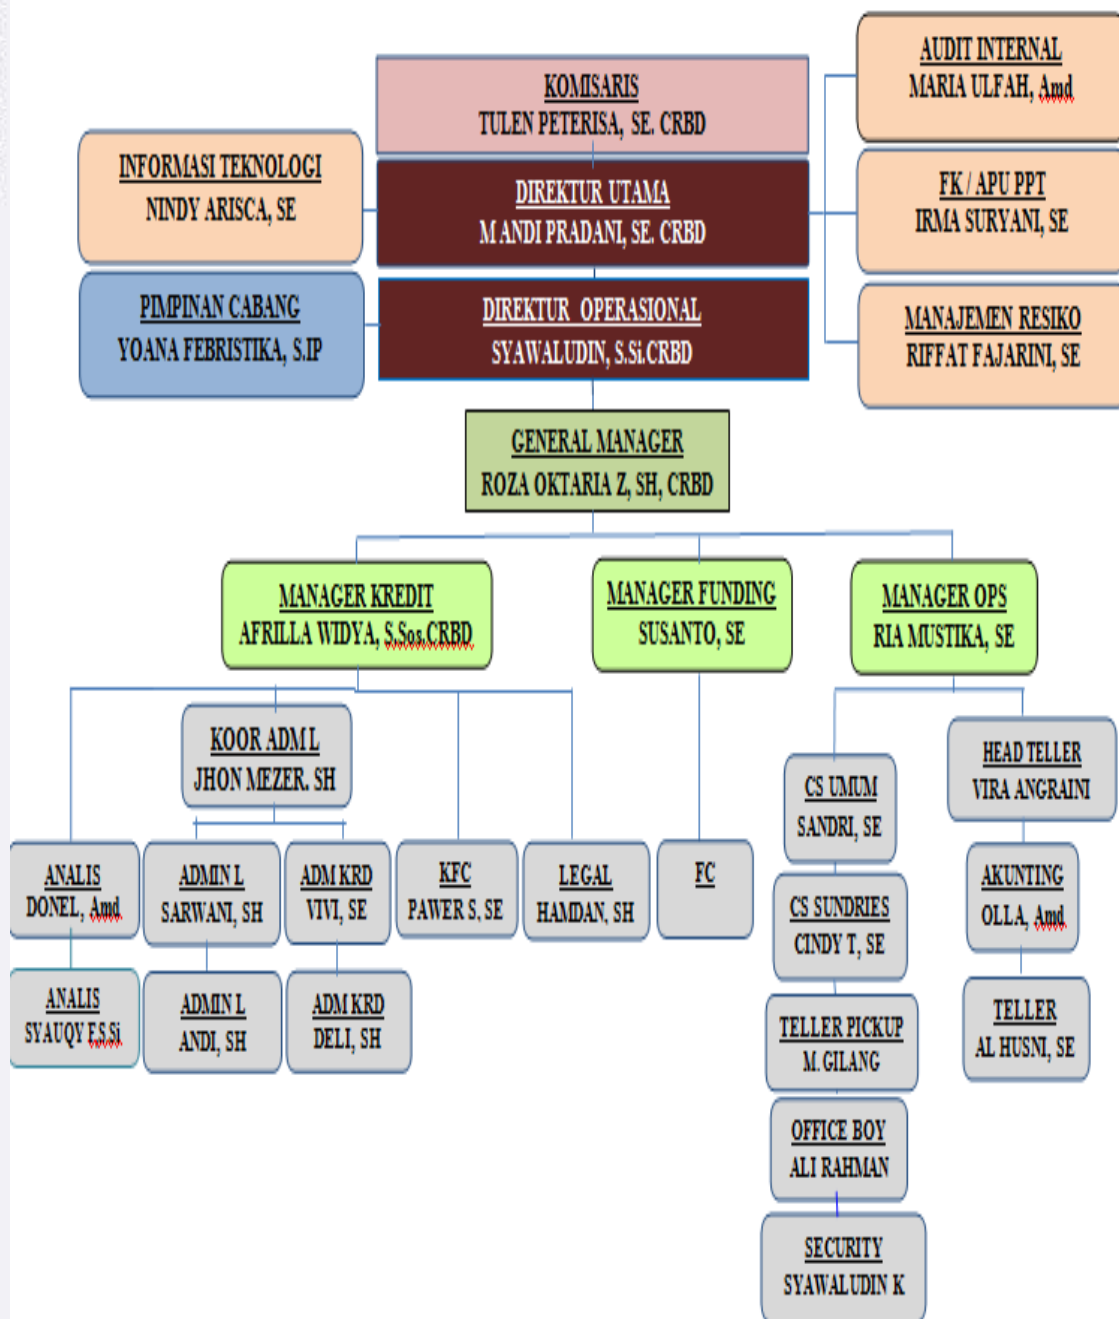 KOMISARIS
TULEN PETERISA, SE. CRBD
AUDIT INTERNAL
MARIA ULFAH, Amd
INFORMASI TEKNOLOGI
NINDY ARISCA, SE
DIREKTUR UTAMA
M ANDI PRADANI, SE. CRBD
FK / APU PPT
IRMA SURYANI, SE
PIMPINAN CABANG
YOANA FEBRISTIKA, S.IP
DIREKTUR OPERASIONAL
SYAWALUDIN, S.Si.CRBD
MANAJEMEN RESIKO
RIFFAT FAJARINI, SE
GENERAL MANAGER
ROZA OKTARIA Z, SH, CRBD
MANAGER KREDIT
AFRILLA WIDYA, S.Sos.CRBD
MANAGER FUNDING
SUSANTO, SE
MANAGER OPS
RIA MUSTIKA, SE
KOOR ADM L
JHON MEZER. SH
CS UMUM
SANDRI, SE
HEAD TELLER
VIRA ANGRAINI
ANALIS
DONEL, Amd
ADMIN L
SARWANI, SH
ADM KRD
VIVI, SE
KFC
PAWER S, SE
LEGAL
HAMDAN, SH
FC
CS SUNDRIES
CINDY T, SE
AKUNTING
OLLA, Amd
ANALIS
SYAUQY F.S.Si
ADMIN L
ANDI, SH
ADM KRD
DELI, SH
TELLER PICKUP
M. GILANG
TELLER
AL HUSNI, SE
OFFICE BOY
ALI RAHMAN
SECURITY
SYAWALUDIN K